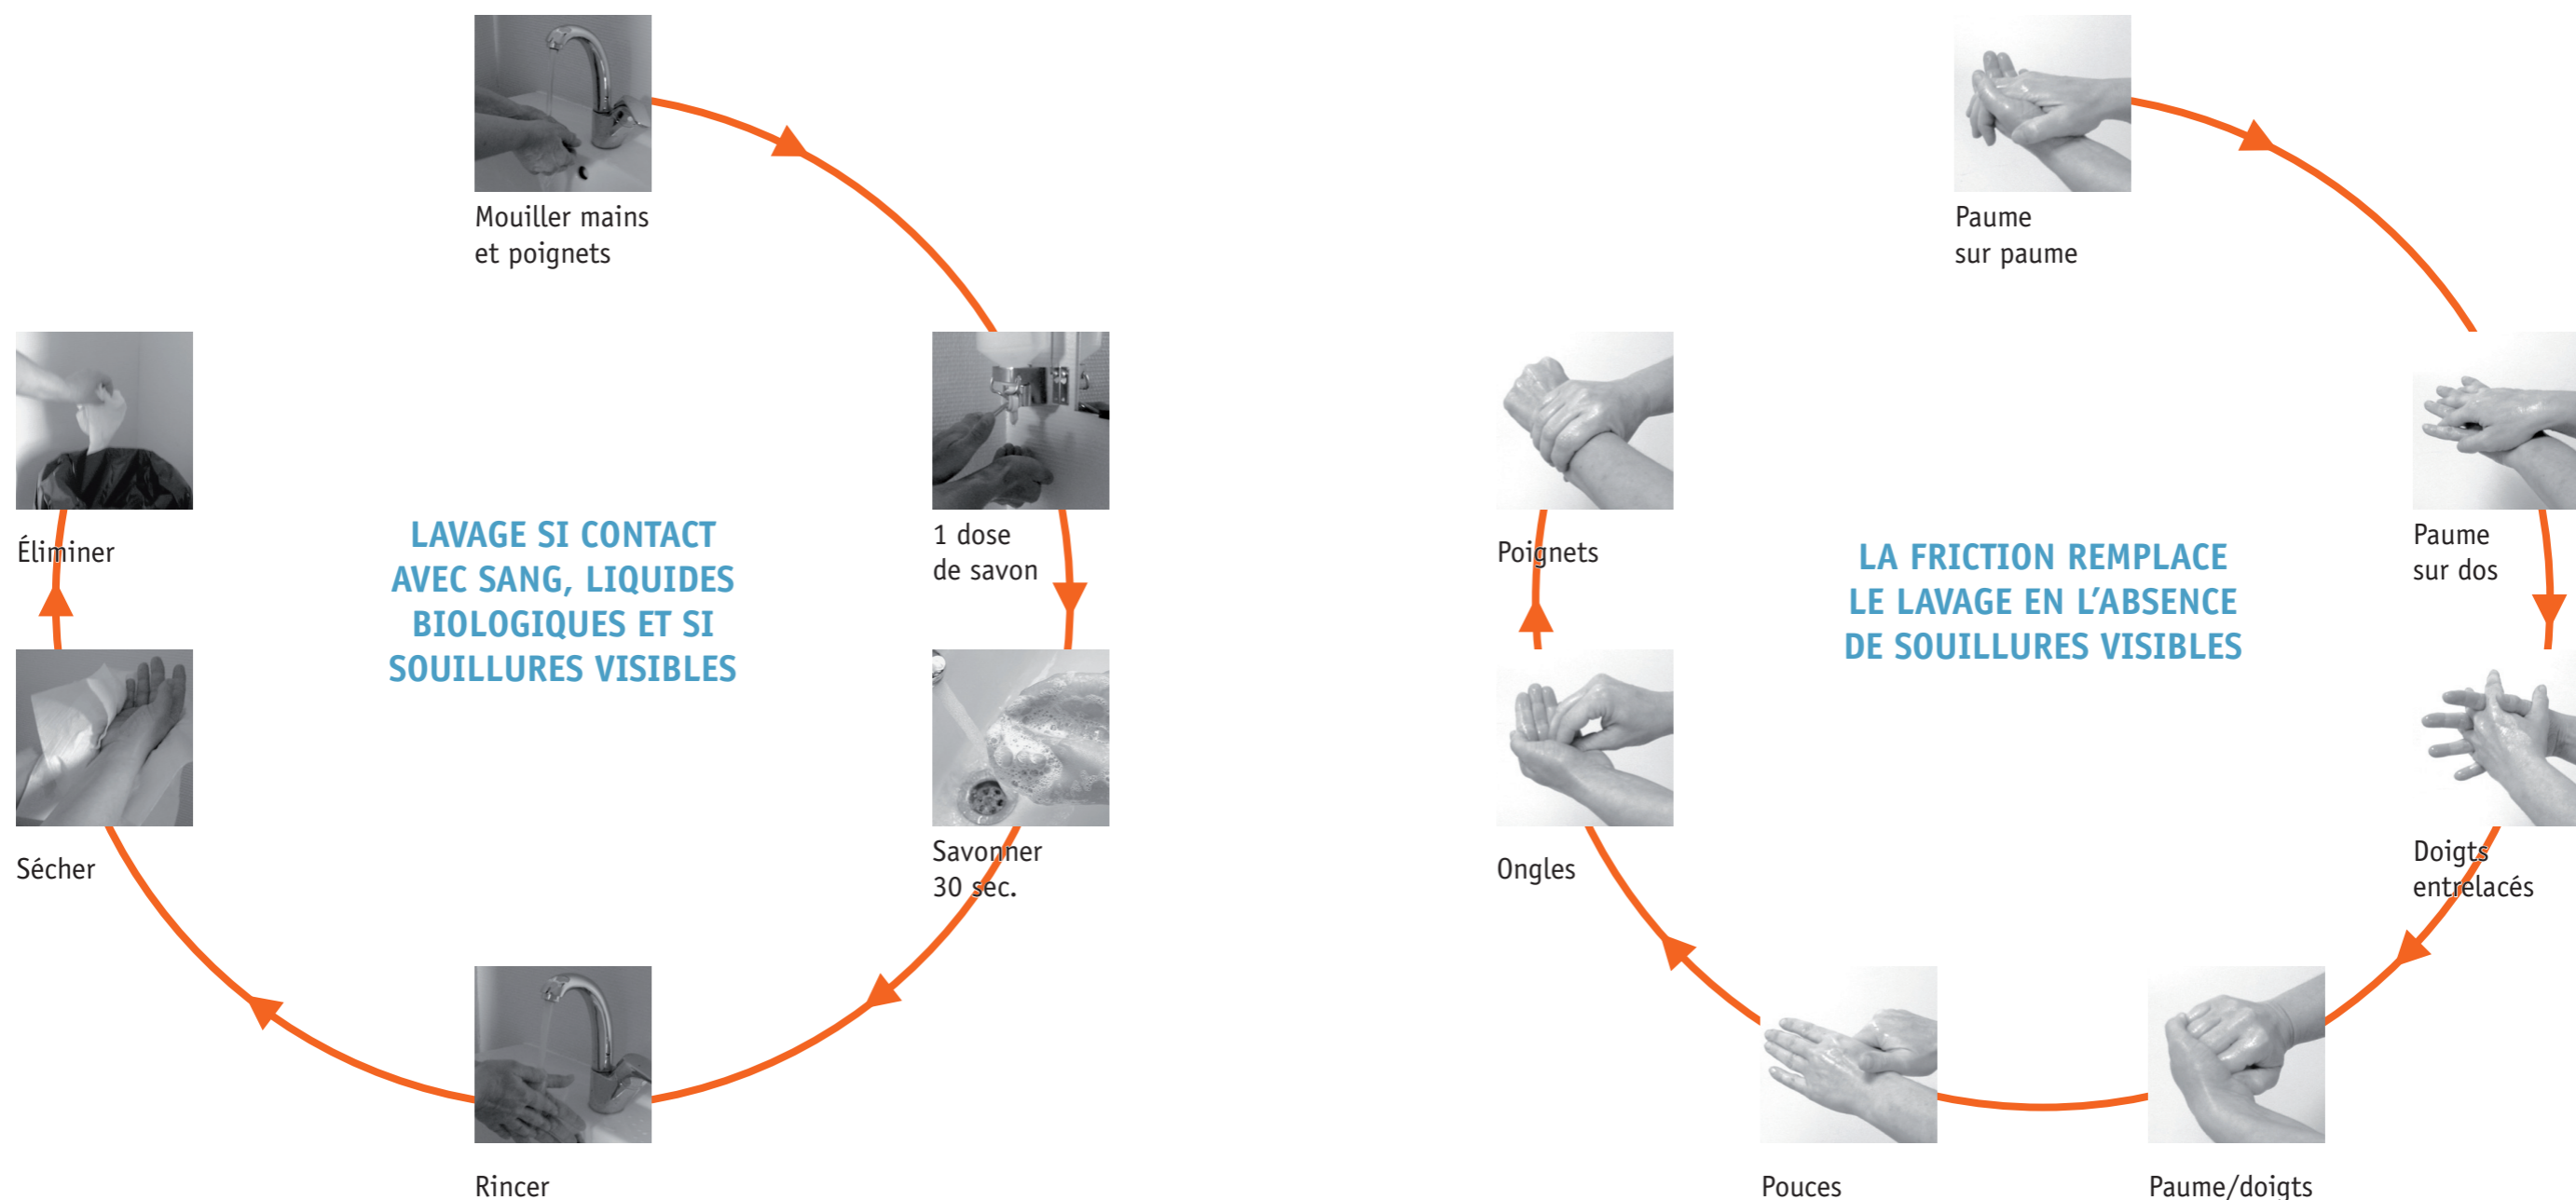 Mouiller mains
et poignets
1 dose
de savon
Savonner
30 sec.
Rincer
Sécher
Éliminer
LAVAGE SI CONTACT
AVEC SANG, LIQUIDES
BIOLOGIQUES ET SI
SOUILLURES VISIBLES
Paume
sur paume
Paume
sur dos
Doigts
entrelacés
Paume/doigts
Pouces
Ongles
Poignets
LA FRICTION REMPLACE
LE LAVAGE EN L’ABSENCE
DE SOUILLURES VISIBLES